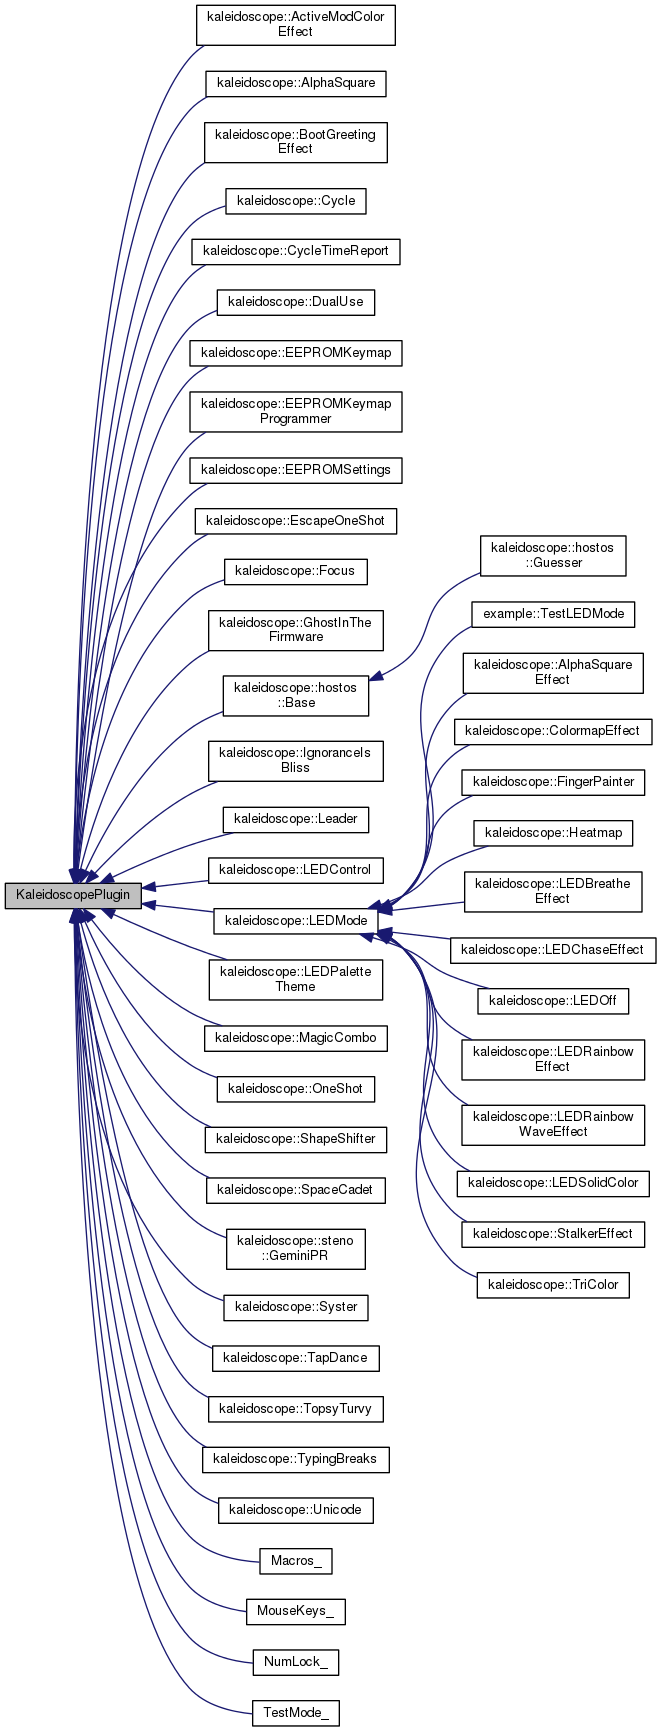 kaleidoscope::ActiveModColor
Effect
kaleidoscope::AlphaSquare
kaleidoscope::BootGreeting
Effect
kaleidoscope::Cycle
kaleidoscope::CycleTimeReport
kaleidoscope::DualUse
kaleidoscope::EEPROMKeymap
kaleidoscope::EEPROMKeymap
Programmer
kaleidoscope::EEPROMSettings
kaleidoscope::EscapeOneShot
kaleidoscope::Focus
kaleidoscope::GhostInThe
Firmware
kaleidoscope::hostos
::Base
kaleidoscope::IgnoranceIs
Bliss
kaleidoscope::Leader
kaleidoscope::LEDControl
KaleidoscopePlugin
kaleidoscope::LEDMode
kaleidoscope::LEDPalette
Theme
kaleidoscope::MagicCombo
kaleidoscope::OneShot
kaleidoscope::ShapeShifter
kaleidoscope::SpaceCadet
kaleidoscope::steno
::GeminiPR
kaleidoscope::Syster
kaleidoscope::TapDance
kaleidoscope::TopsyTurvy
kaleidoscope::TypingBreaks
kaleidoscope::Unicode
Macros_
MouseKeys_
NumLock_
TestMode_
kaleidoscope::hostos
::Guesser
example::TestLEDMode
kaleidoscope::AlphaSquare
Effect
kaleidoscope::ColormapEffect
kaleidoscope::FingerPainter
kaleidoscope::Heatmap
kaleidoscope::LEDBreathe
Effect
kaleidoscope::LEDChaseEffect
kaleidoscope::LEDOff
kaleidoscope::LEDRainbow
Effect
kaleidoscope::LEDRainbow
WaveEffect
kaleidoscope::LEDSolidColor
kaleidoscope::StalkerEffect
kaleidoscope::TriColor